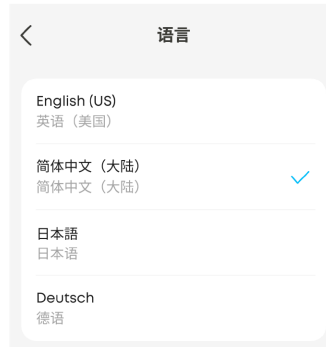 语言
English (US)
英语（美国）
简体中文（大陆）
简体中文（大陆）
日本語
日本语
Deutsch
德语